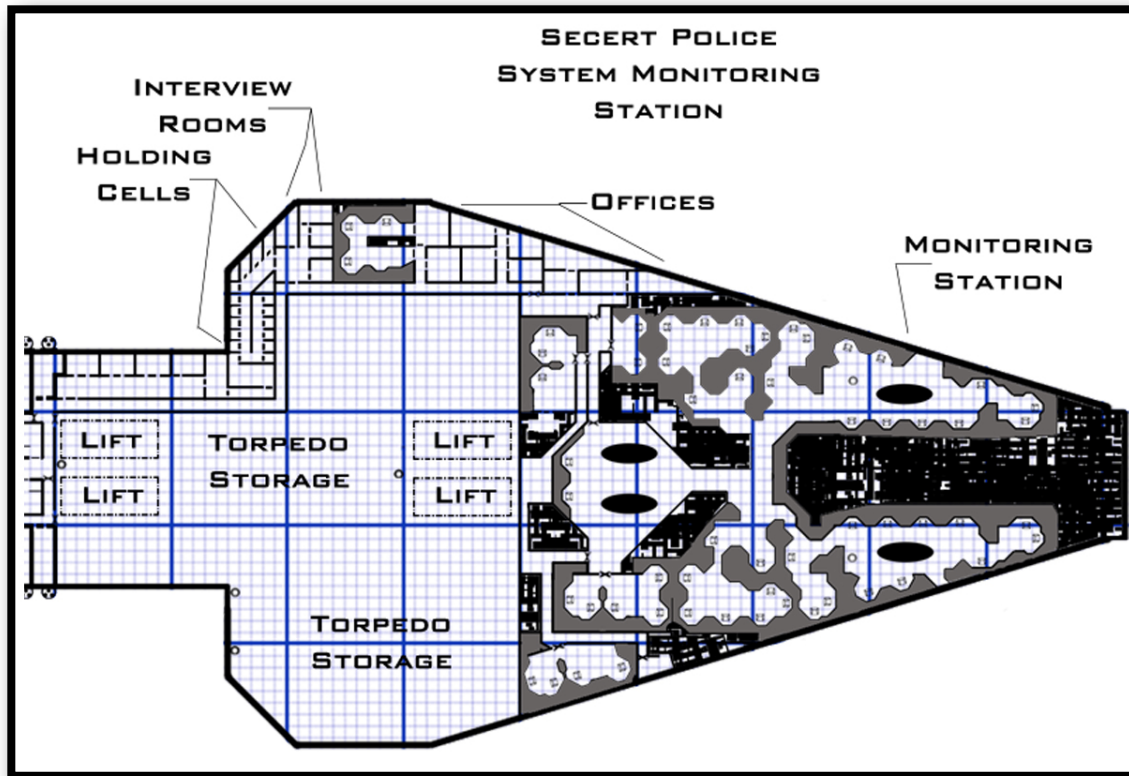 SECERT POLICE
SYSTEM MONITORING
STATION
INTERVIEW
ROOMS
HOLDING
CELLS
OFFICES
MONITORING
STATION
LIFT
TORPEDO
STORAGE
LIFT
LIFT
LIFT
TORPEDO
STORAGE